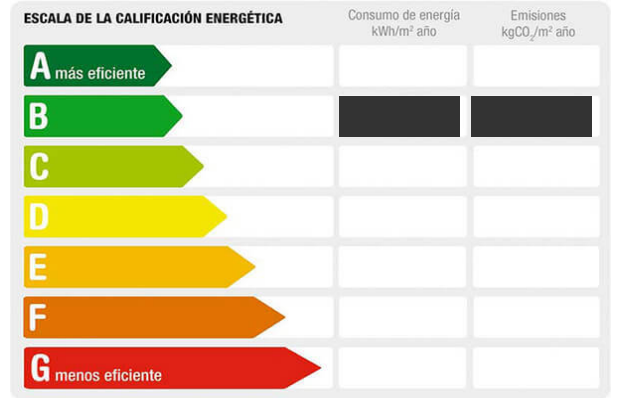 ESCALA DE LA CALIFICACIÓN ENERGÉTICA
Consumo de energía
kWh/m² año
Emisiones
kgCO₂/m² año
A más eficiente
B
C
D
E
F
G menos eficiente